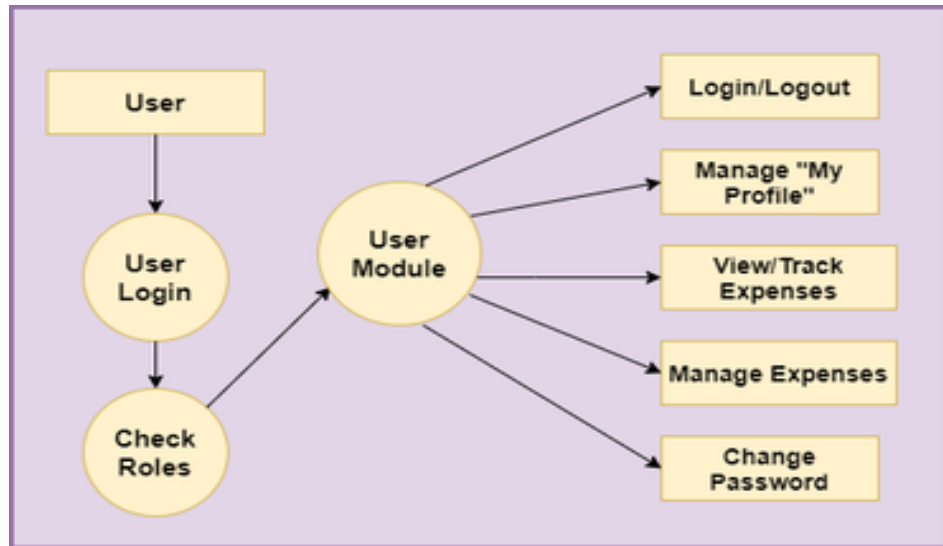 User
User
Login
Check
Roles
User
Module
Login/Logout
Manage "My
Profile"
View/Track
Expenses
Manage Expenses
Change
Password